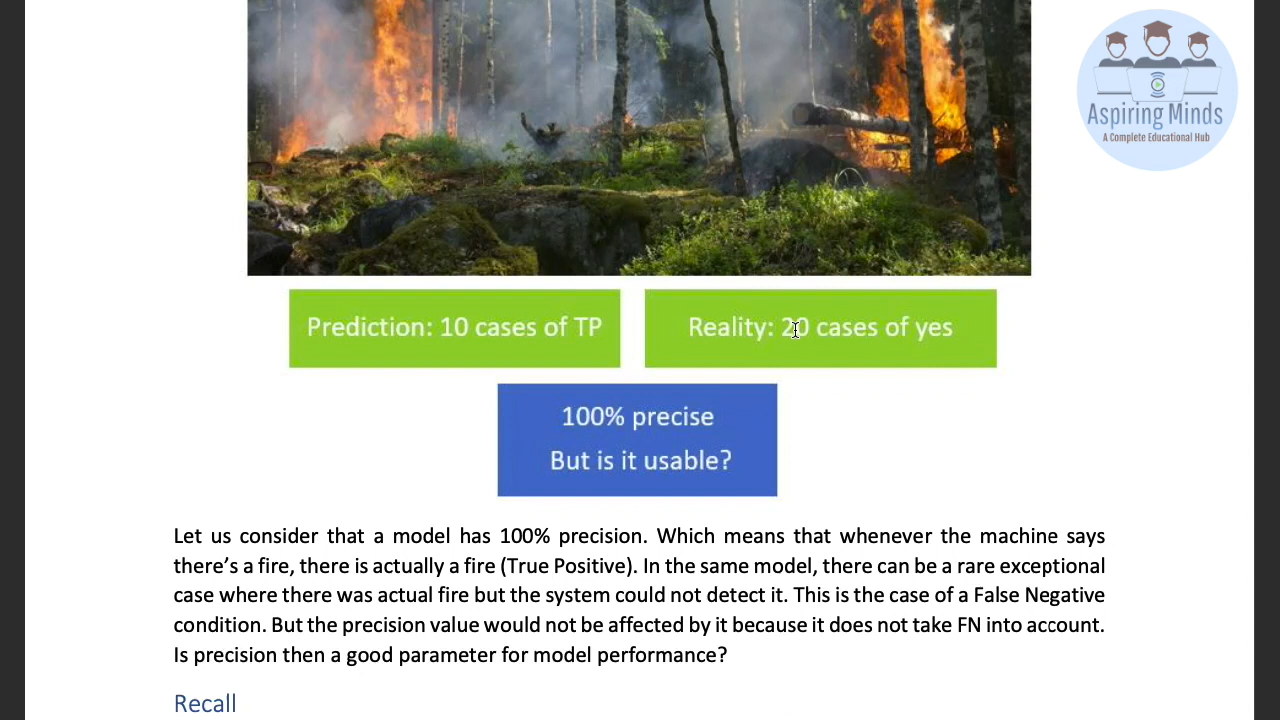 Aspiring Minds
A Complete Educational Hub
Prediction: 10 cases of TP
Reality: 20 cases of yes
100% precise
But is it usable?
Let us consider that a model has 100% precision. Which means that whenever the machine says
there’s a fire, there is actually a fire (True Positive). In the same model, there can be a rare exceptional
case where there was actual fire but the system could not detect it. This is the case of a False Negative
condition. But the precision value would not be affected by it because it does not take FN into account.
Is precision then a good parameter for model performance?
Recall